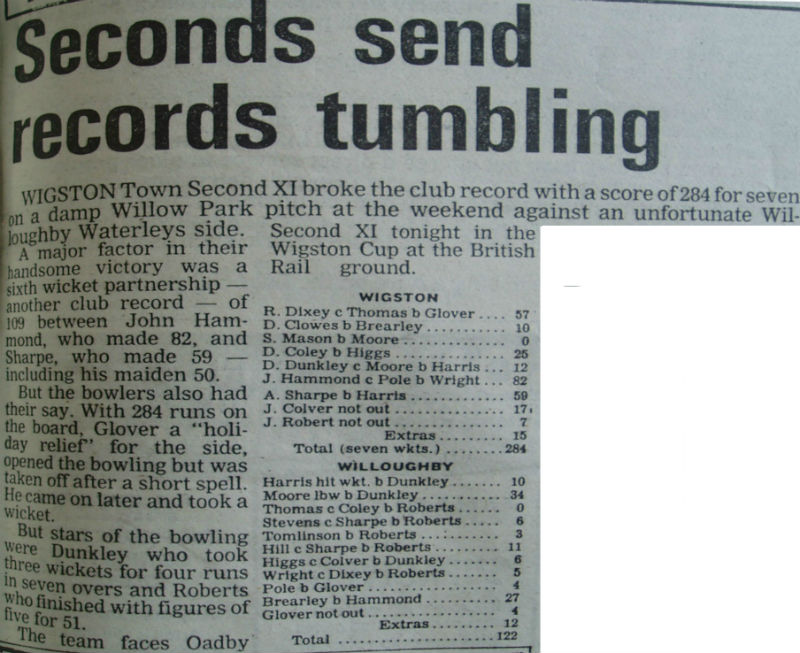 Seconds send
records tumbling
WIGSTON Town Second XI broke the club record with a score of 284 for seven
on a damp Willow Park pitch at the weekend against an unfortunate Wil-
loughby Waterleys side.
A major factor in their
handsome victory was a
sixth wicket partnership —
another club record — of
109 between John Ham-
mond, who made 82, and
Sharpe, who made 59 —
including his maiden 50.
But the bowlers also had
their say. With 284 runs on
the board, Glover a "holi-
day relief" for the side,
opened the bowling but was
taken off after a short spell.
He came on later and took a
wicket.
But stars of the bowling
were Dunkley who took
three wickets for four runs
in seven overs and Roberts
who finished with figures of
five for 51.
The team faces Oadby
Second XI tonight in the
Wigston Cup at the British
Rail ground.
WIGSTON
R. Dixey c Thomas b Glover .... 57
D. Clowes b Brearley .......... 10
S. Mason b Moore .............. 0
D. Coley b Higgs .............. 25
D. Dunkley c Moore b Harris ... 12
J. Hammond c Pole b Wright ... 82
A. Sharpe b Harris ............ 59
J. Colver not out ............. 17
J. Robert not out ............. 7
Extras ........ 15
Total (seven wkts.) ........ 284
WILLOUGHBY
Harris hit wkt. b Dunkley ....... 10
Moore lbw b Dunkley ........... 34
Thomas c Coley b Roberts ...... 0
Stevens c Sharpe b Roberts ..... 6
Tomlinson b Roberts ........... 3
Hill c Sharpe b Roberts ......... 11
Higgs c Colver b Dunkley ....... 6
Wright c Dixey b Roberts ....... 5
Pole b Glover .................. 4
Brearley b Hammond ........... 27
Glover not out ................. 4
Extras ......... 12
Total ..................... 122